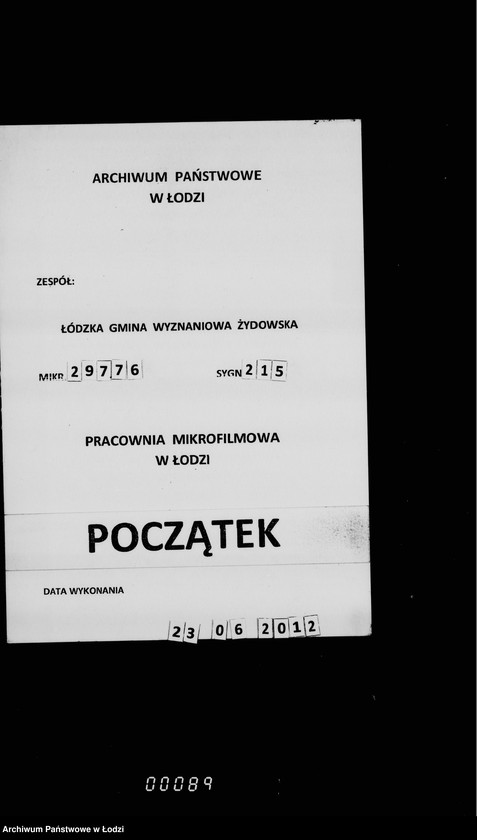 ARCHIWUM PAŃSTWOWE
W ŁODZI
ZESPÓŁ:
ŁÓDZKA GMINA WYZNANIOWA ŻYDOWSKA
MIKR 29776 SYGN 215
PRACOWNIA MIKROFILMOWA
W ŁODZI
POCZĄTEK
DATA WYKONANIA
23 06 2012
00089
Archiwum Państwowe w Łodzi